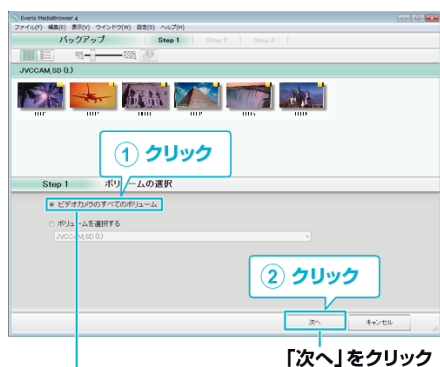 Everio MediaBrowser 4
ファイル(F) 編集(E) 表示(V) ウインドウ(W) 設定(S) ヘルプ(H)
バックアップ Step 1 Step 2 Step 3
JVCCAM_SD (I:)
① クリック
Step 1 ボリュームの選択
ビデオカメラのすべてのボリューム
ボリュームを選択する
JVCCAM_SD (I:)
② クリック
次へ キャンセル
「次へ」をクリック